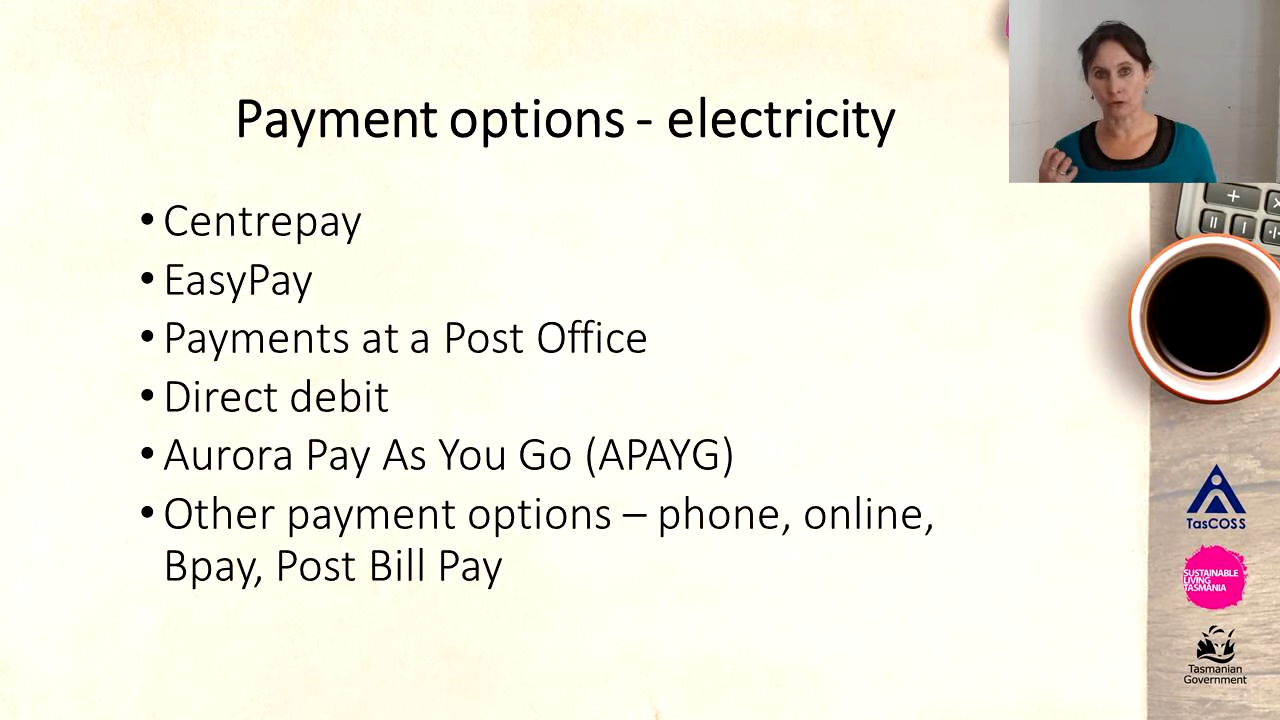 Payment options - electricity
• Centrepay
• EasyPay
• Payments at a Post Office
• Direct debit
• Aurora Pay As You Go (APAYG)
• Other payment options – phone, online,
Bpay, Post Bill Pay
TasCOSS
SUSTAINABLE
LIVING
TASMANIA
Tasmanian
Government